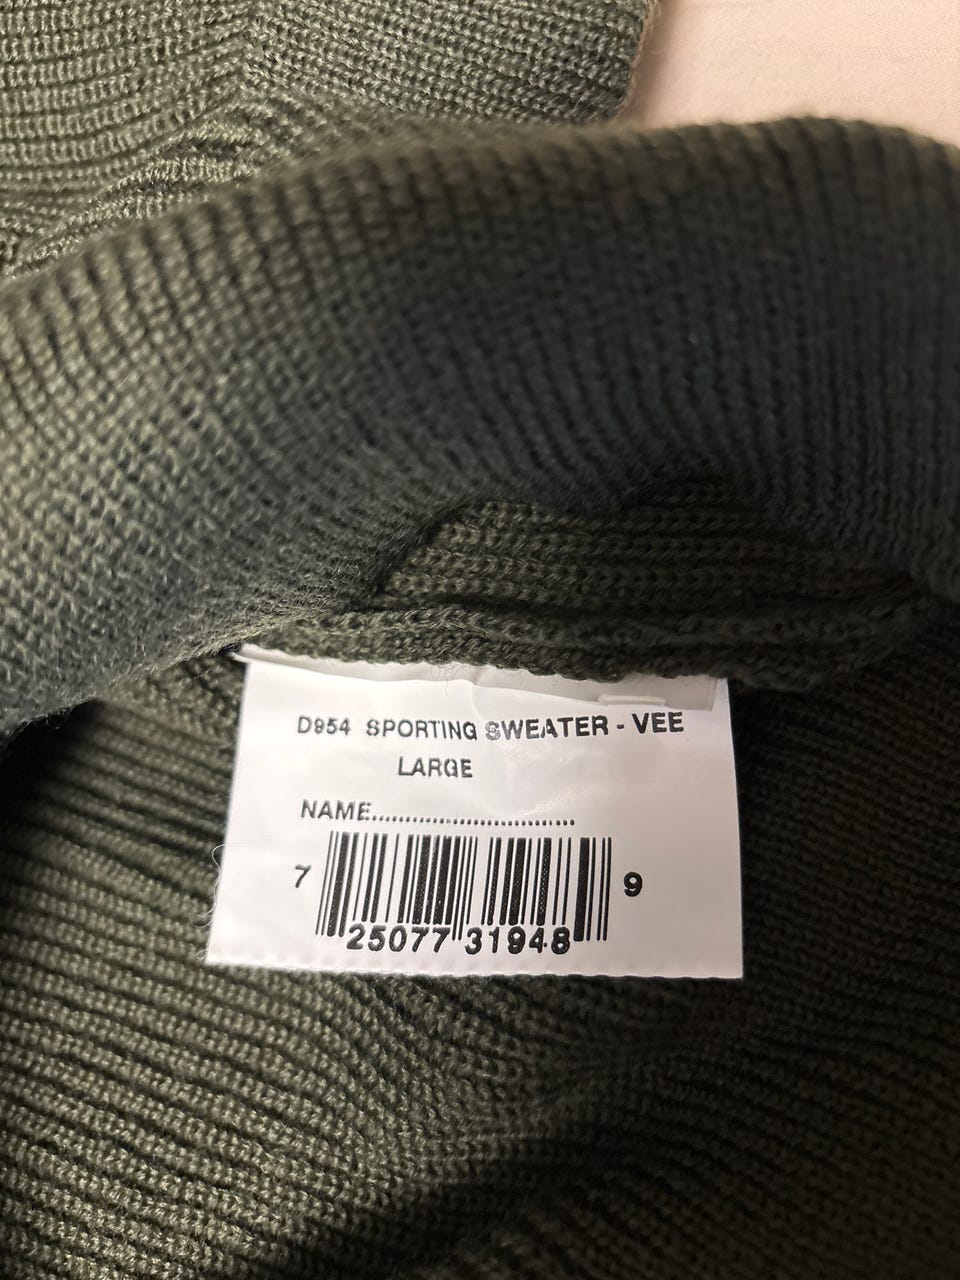 D954 SPORTING SWEATER - VEE
LARGE
NAME..............................
7 25077 31948 9